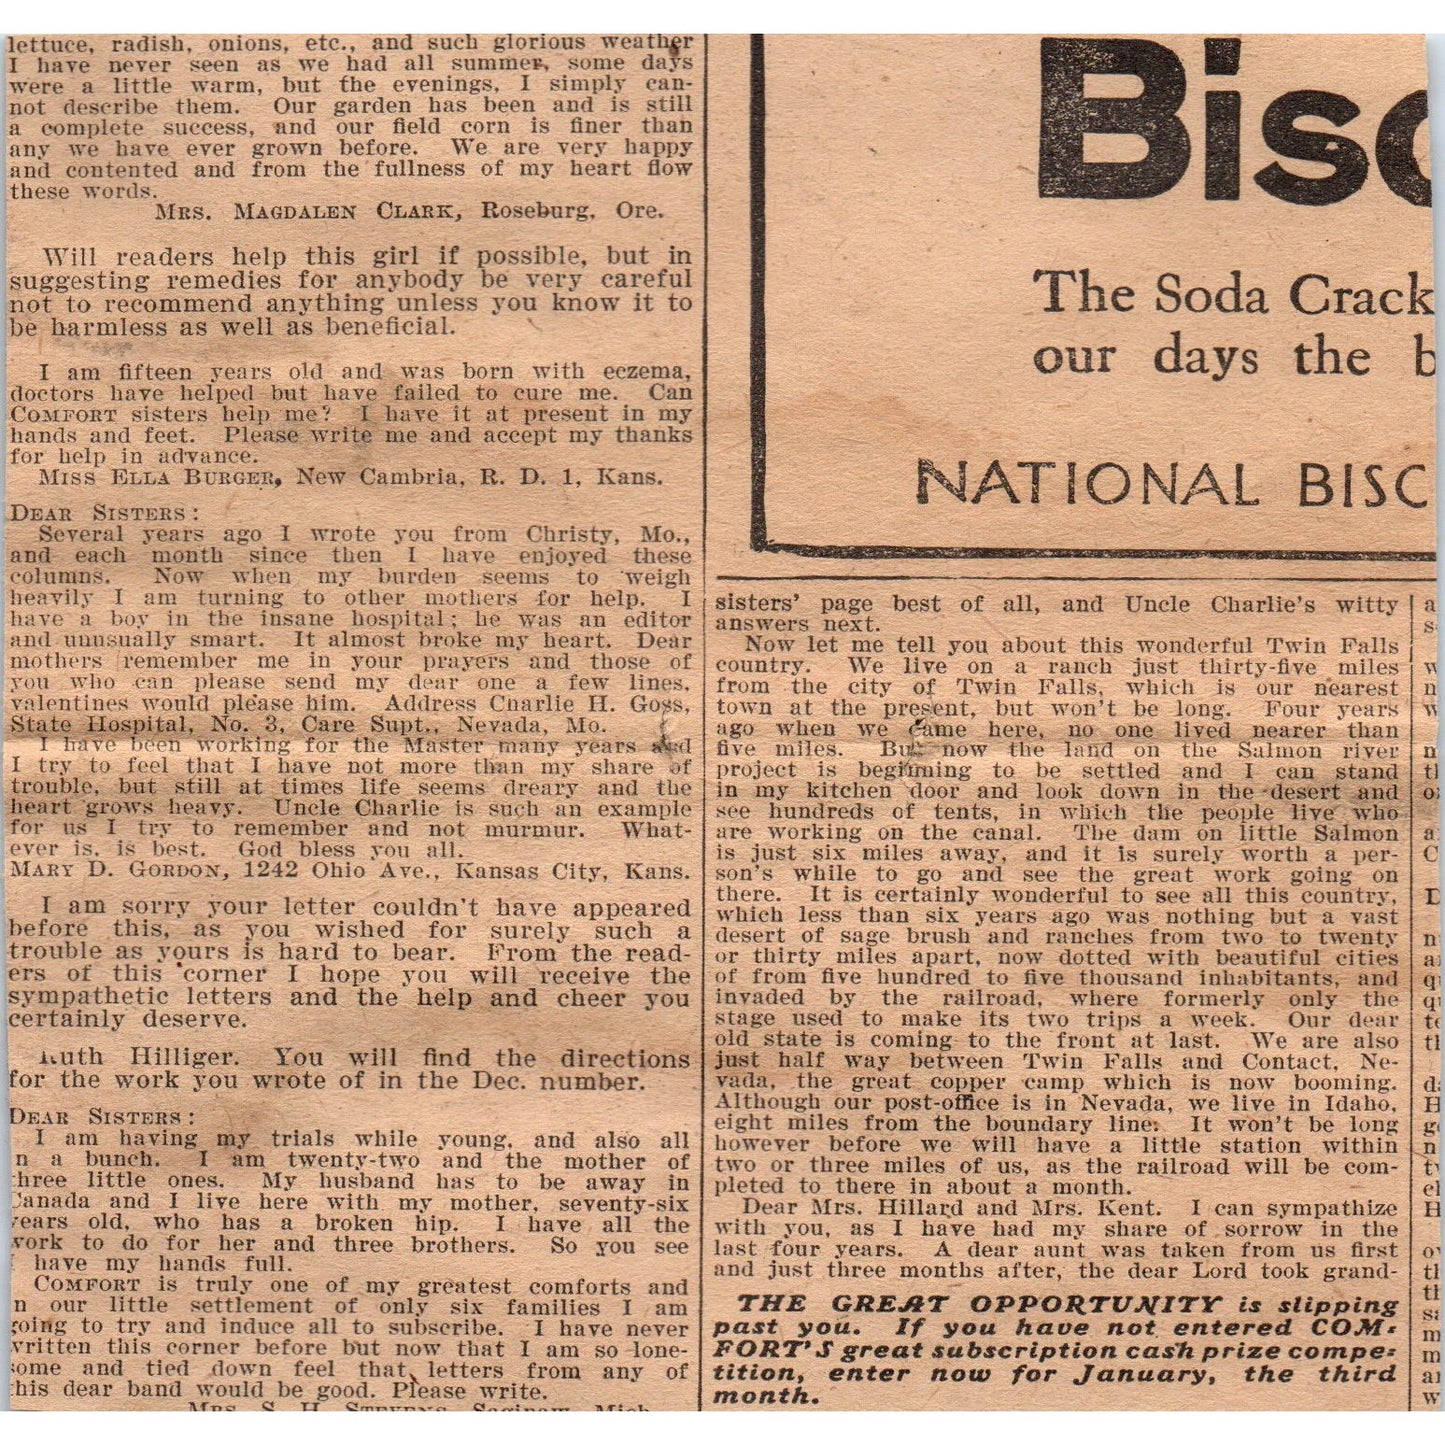 lettuce, radish, onions, etc., and such glorious weather
I have never seen as we had all summer, some days
were a little warm, but the evenings, I simply can-
not describe them. Our garden has been and is still
a complete success, and our field corn is finer than
any we have ever grown before. We are very happy
and contented and from the fullness of my heart flow
these words.
MRS. MAGDALEN CLARK, Roseburg, Ore.
Will readers help this girl if possible, but in
suggesting remedies for anybody be very careful
not to recommend anything unless you know it to
be harmless as well as beneficial.
I am fifteen years old and was born with eczema,
doctors have helped but have failed to cure me. Can
COMFORT sisters help me? I have it at present in my
hands and feet. Please write me and accept my thanks
for help in advance.
MISS ELLA BURGER, New Cambria, R. D. 1, Kans.
DEAR SISTERS:
Several years ago I wrote you from Christy, Mo.,
and each month since then I have enjoyed these
columns. Now when my burden seems to weigh
heavily I am turning to other mothers for help. I
have a boy in the insane hospital; he was an editor
and unusually smart. It almost broke my heart. Dear
mothers remember me in your prayers and those of
you who can please send my dear one a few lines,
valentines would please him. Address Charlie H. Goss,
State Hospital, No. 3, Care Supt., Nevada, Mo.
I have been working for the Master many years and
I try to feel that I have not more than my share of
trouble, but still at times life seems dreary and the
heart grows heavy. Uncle Charlie is such an example
for us I try to remember and not murmur. What-
ever is, is best. God bless you all.
MARY D. GORDON, 1242 Ohio Ave., Kansas City, Kans.
I am sorry your letter couldn't have appeared
before this, as you wished for surely such a
trouble as yours is hard to bear. From the read-
ers of this corner I hope you will receive the
sympathetic letters and the help and cheer you
certainly deserve.
Ruth Hilliger. You will find the directions
for the work you wrote of in the Dec. number.
DEAR SISTERS:
I am having my trials while young, and also all
n a bunch. I am twenty-two and the mother of
hree little ones. My husband has to be away in
Canada and I live here with my mother, seventy-six
years old, who has a broken hip. I have all the
work to do for her and three brothers. So you see
I have my hands full.
COMFORT is truly one of my greatest comforts and
n our little settlement of only six families I am
going to try and induce all to subscribe. I have never
written this corner before but now that I am so lone-
some and tied down feel that letters from any of
this dear band would be good. Please write.
MRS. S. H. STEVENS, Saginaw, Mich.
Bisc
The Soda Crack
our days the b
NATIONAL BISC
sisters' page best of all, and Uncle Charlie's witty
answers next.
Now let me tell you about this wonderful Twin Falls
country. We live on a ranch just thirty-five miles
from the city of Twin Falls, which is our nearest
town at the present, but won't be long. Four years
ago when we came here, no one lived nearer than
five miles. But now the land on the Salmon river
project is beginning to be settled and I can stand
in my kitchen door and look down in the desert and
see hundreds of tents, in which the people live who
are working on the canal. The dam on little Salmon
is just six miles away, and it is surely worth a per-
son's while to go and see the great work going on
there. It is certainly wonderful to see all this country,
which less than six years ago was nothing but a vast
desert of sage brush and ranches from two to twenty
or thirty miles apart, now dotted with beautiful cities
of from five hundred to five thousand inhabitants, and
invaded by the railroad, where formerly only the
stage used to make its two trips a week. Our dear
old state is coming to the front at last. We are also
just half way between Twin Falls and Contact, Ne-
vada, the great copper camp which is now booming.
Although our post-office is in Nevada, we live in Idaho,
eight miles from the boundary line. It won't be long
however before we will have a little station within
two or three miles of us, as the railroad will be com-
pleted to there in about a month.
Dear Mrs. Hillard and Mrs. Kent. I can sympathize
with you, as I have had my share of sorrow in the
last four years. A dear aunt was taken from us first
and just three months after, the dear Lord took grand-
THE GREAT OPPORTUNITY is slipping
past you. If you have not entered COM-
FORT'S great subscription cash prize compe-
tition, enter now for January, the third
month.